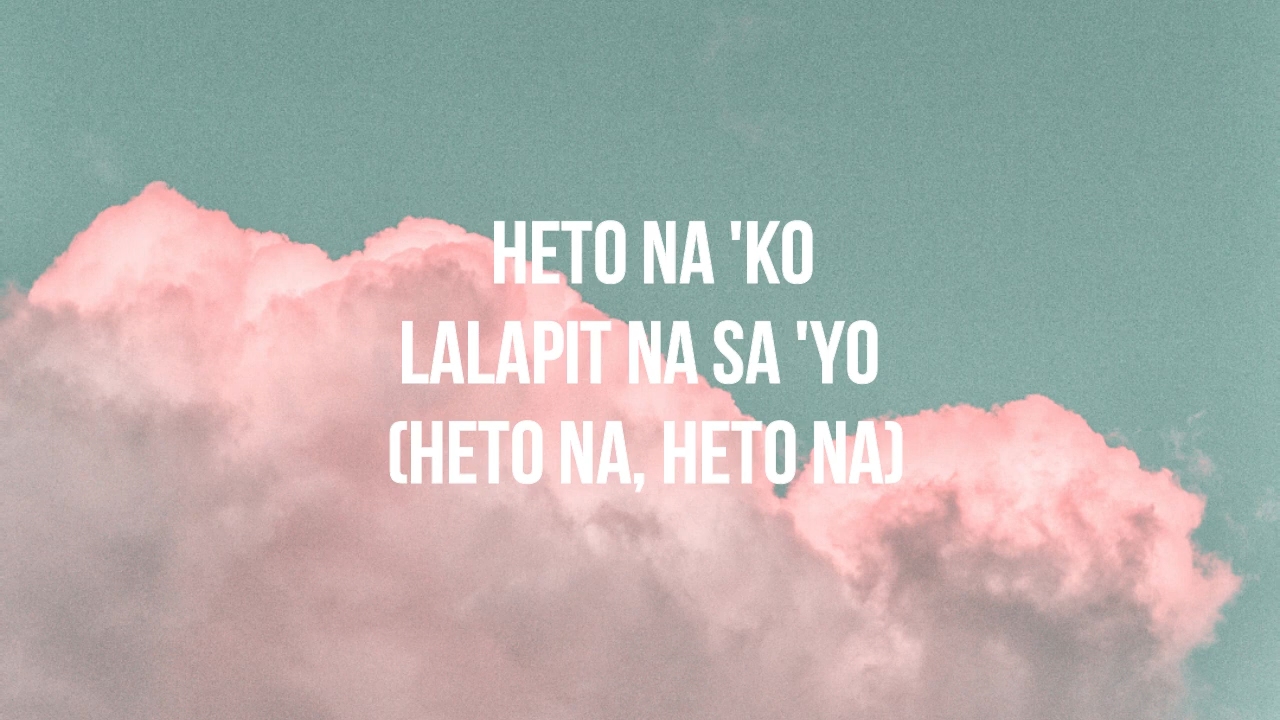 HETO NA 'KO
LALAPIT NA SA 'YO
(HETO NA, HETO NA)